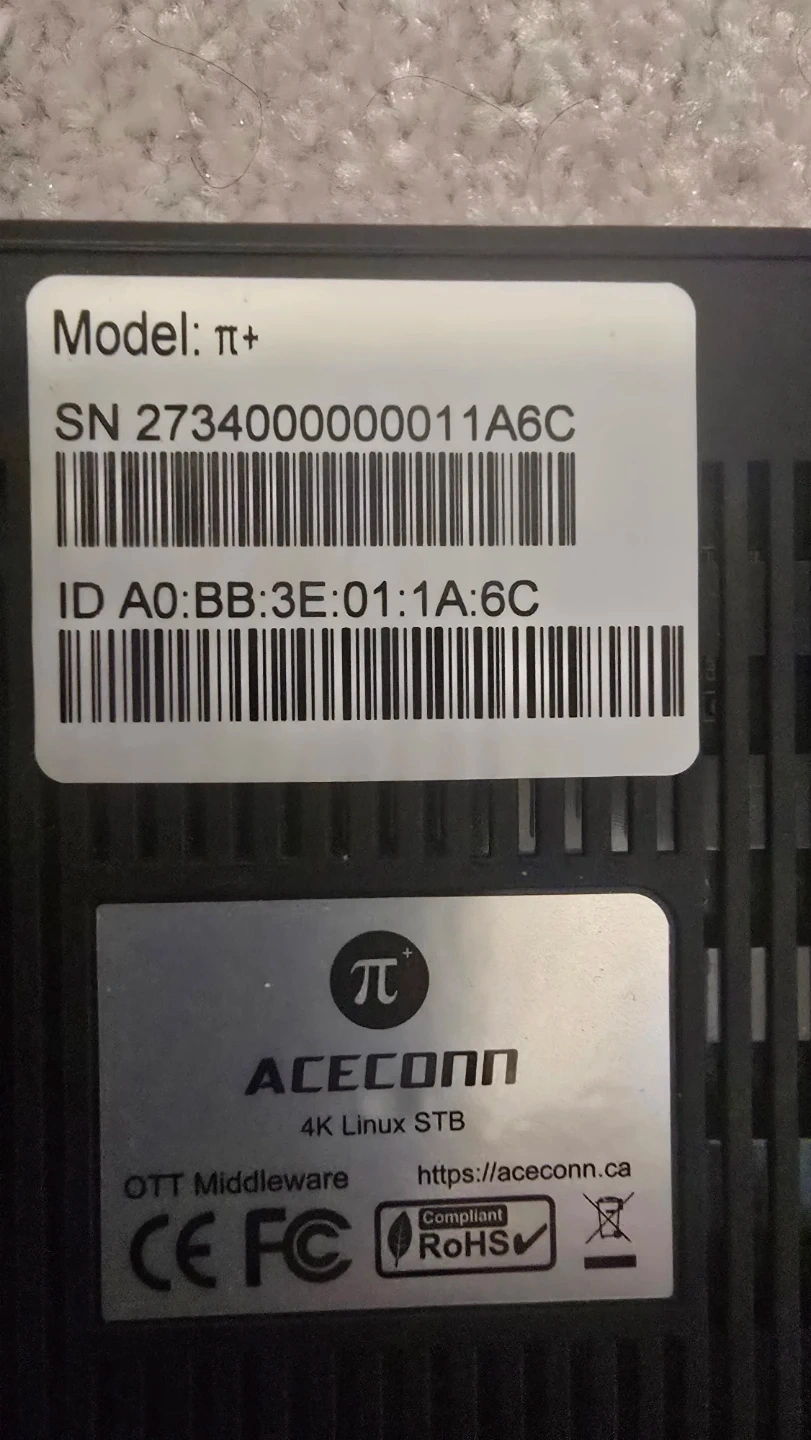 Model: π+
SN 2734000000011A6C
ID A0:BB:3E:01:1A:6C
π+
ACECONN
4K Linux STB
OTT Middleware https://aceconn.ca
CE FC Compliant
RoHS